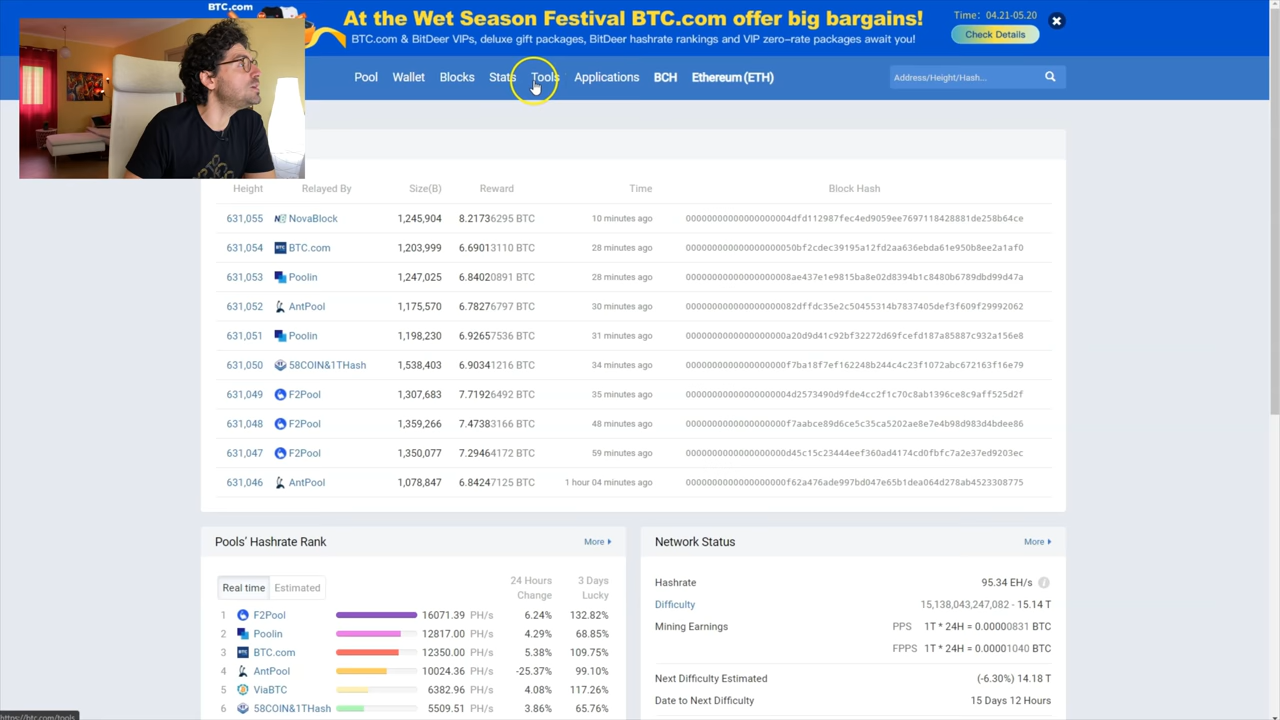 BTC.com
At the Wet Season Festival BTC.com offer big bargains!
BTC.com & BitDeer VIPs, deluxe gift packages, BitDeer hashrate rankings and VIP zero-rate packages await you!
Time: 04.21-05.20
Check Details
Pool Wallet Blocks Stats Tools Applications BCH Ethereum (ETH)
Address/Height/Hash...
Height Relayed By Size(B) Reward Time Block Hash
631,055 NovaBlock 1,245,904 8.21736295 BTC 10 minutes ago 0000000000000000004dfd112987fec4ed9059ee7697118428881de258b64ce
631,054 BTC.com 1,203,999 6.69013110 BTC 28 minutes ago 00000000000000000050bf2cdec39195a12fd2aa636ebda61e950b8ee2a1af0
631,053 Poolin 1,247,025 6.84020891 BTC 28 minutes ago 0000000000000000008ae437e1e9815ba8e02d8394b1c8480b6789dbd99d47a
631,052 AntPool 1,175,570 6.78276797 BTC 30 minutes ago 00000000000000000082dffdc35e2c50455314b7837405def3f609f29992062
631,051 Poolin 1,198,230 6.92657536 BTC 31 minutes ago 000000000000000000a20d9d41c92bf32272d69fcefd187a85887c932a156e8
631,050 58COIN&1THash 1,538,403 6.90341216 BTC 34 minutes ago 000000000000000000f7ba18f7ef162248b244c4c23f1072abc672163f16e79
631,049 F2Pool 1,307,683 7.71926492 BTC 35 minutes ago 0000000000000000004d2573490d9fde4cc2f1c70c8ab1396ce8c9aff525d2f
631,048 F2Pool 1,359,266 7.47383166 BTC 48 minutes ago 000000000000000000f7aabce89d6ce5c35ca5202ae8e7e4b98d983d4bdee86
631,047 F2Pool 1,350,077 7.29464172 BTC 59 minutes ago 000000000000000000d45c15c23444eef360ad4174cd0fbfc7a2e37ed9203ec
631,046 AntPool 1,078,847 6.84247125 BTC 1 hour 04 minutes ago 000000000000000000f62a476ade997bd047e65b1dea064d278ab4523308775
Pools' Hashrate Rank More
Real time Estimated 24 Hours Change 3 Days Lucky
1 F2Pool 16071.39 PH/s 6.24% 132.82%
2 Poolin 12817.00 PH/s 4.29% 68.85%
3 BTC.com 12350.00 PH/s 5.38% 109.75%
4 AntPool 10024.36 PH/s -25.37% 99.10%
5 ViaBTC 6382.96 PH/s 4.08% 117.26%
6 58COIN&1THash 5509.51 PH/s 3.86% 65.76%
Network Status More
Hashrate 95.34 EH/s
Difficulty 15,138,043,247,082 - 15.14 T
Mining Earnings PPS 1T * 24H = 0.00000831 BTC
FPPS 1T * 24H = 0.00001040 BTC
Next Difficulty Estimated (-6.30%) 14.18 T
Date to Next Difficulty 15 Days 12 Hours
https://btc.com/tools